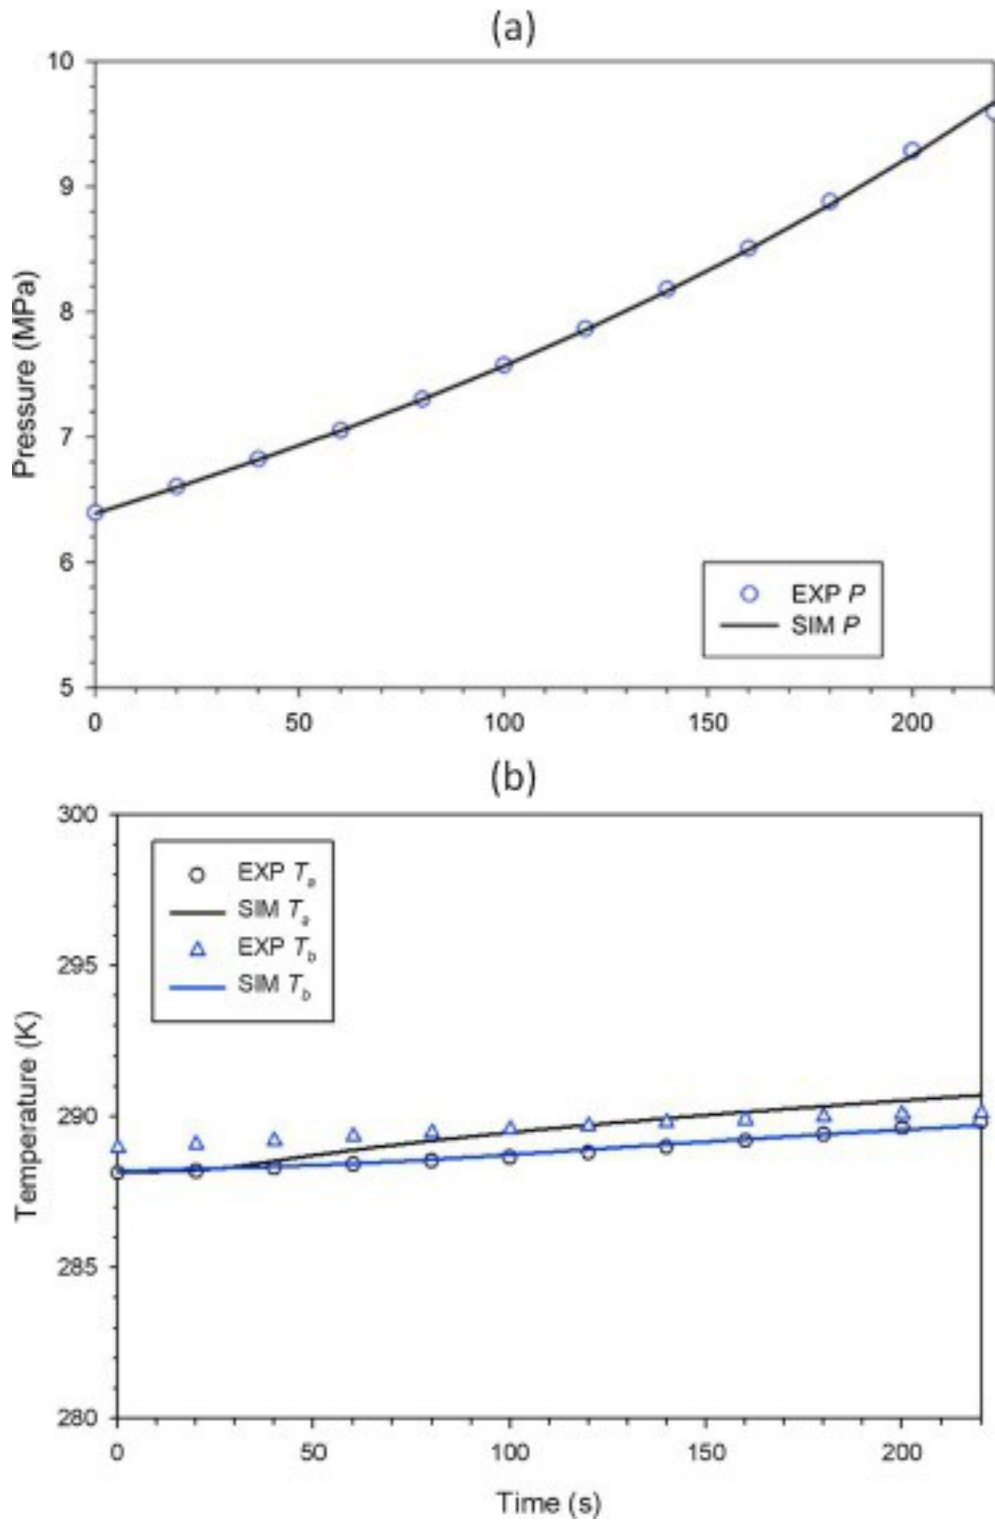 (a)
10
9
8
7
6
5
Pressure (MPa)
EXP P
SIM P
0 50 100 150 200
(b)
300
295
290
285
280
Temperature (K)
EXP Ta
SIM Ta
EXP Tb
SIM Tb
0 50 100 150 200
Time (s)